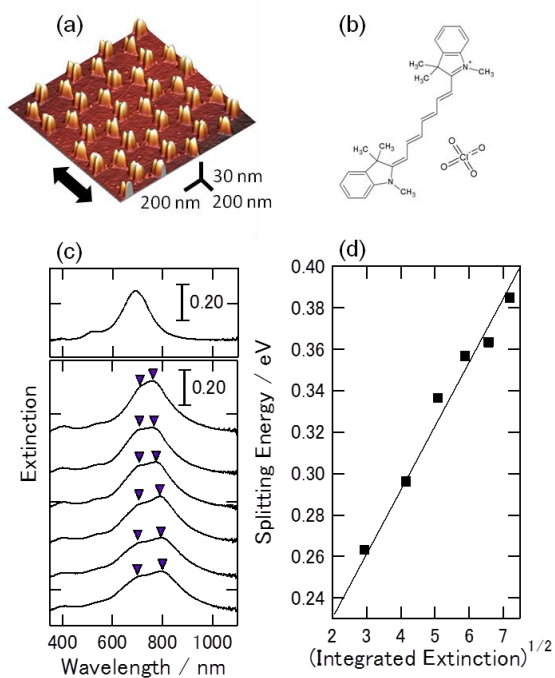 (a)
30 nm
200 nm
200 nm
(b)
H₃C
H₃C
N⁺
CH₃
H₃C
CH₃
N
CH₃
O
O
Cl
O
O
(c)
0.20
0.20
Extinction
400
600
800
1000
Wavelength / nm
(d)
0.40
0.38
0.36
0.34
0.32
0.30
0.28
0.26
0.24
Splitting Energy / eV
2
3
4
5
6
7
(Integrated Extinction)^1/2